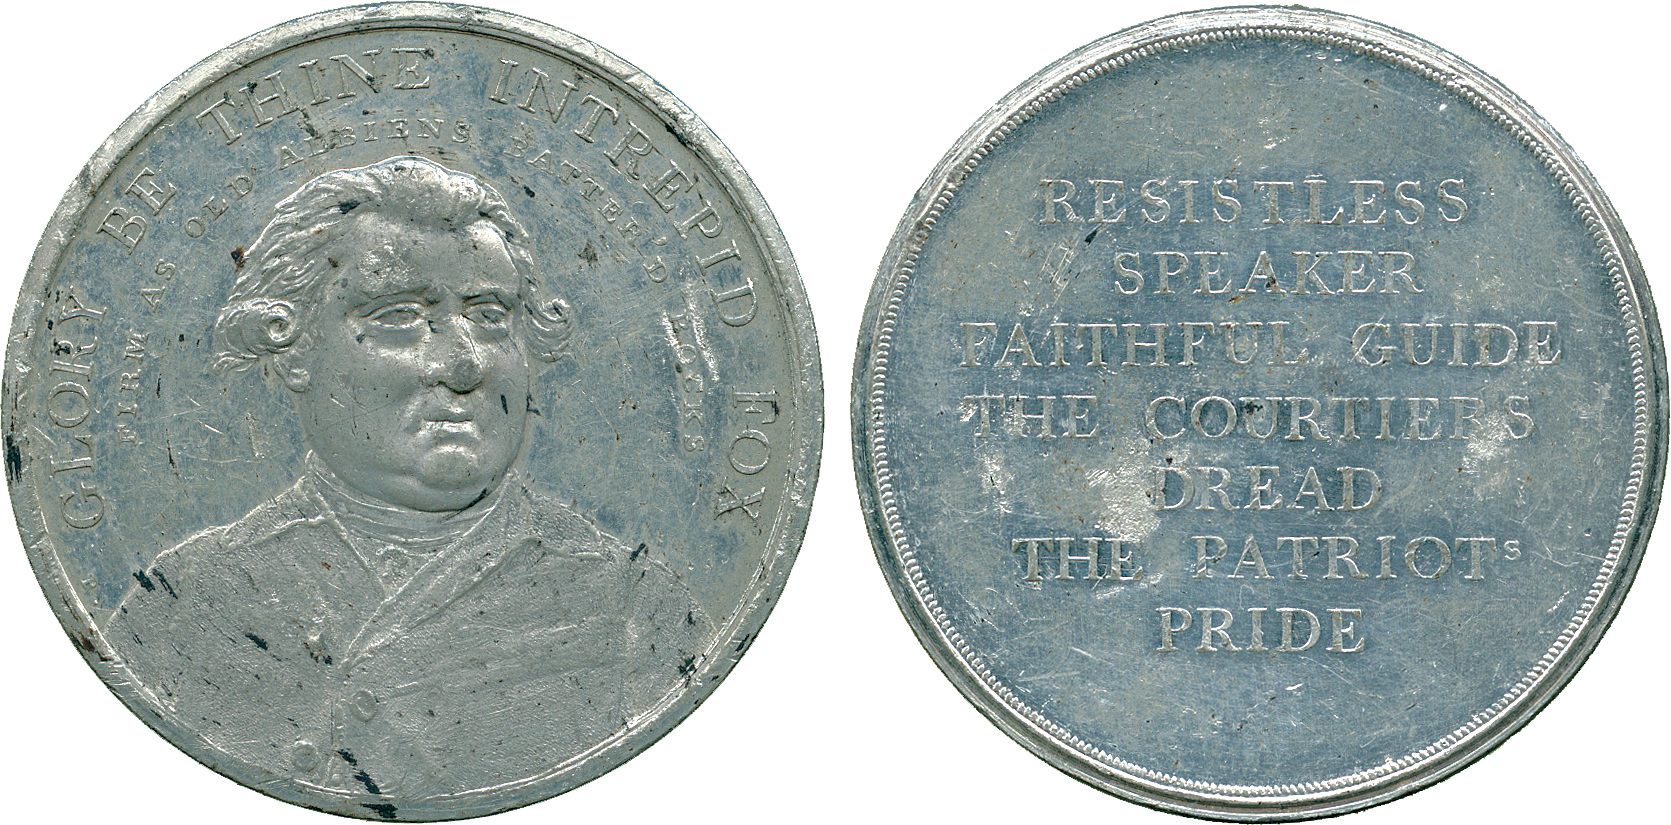 GLORY BE THINE INTREPID FOX
FIRM AS OLD ALBIENS BATTER'D ROCKS
RESISTLESS
SPEAKER
FAITHFUL GUIDE
THE COURTIERS
DREAD
THE PATRIOTS
PRIDE